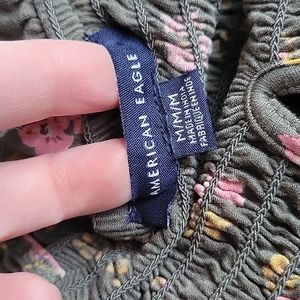 AMERICAN EAGLE
M/M/M
MADE IN INDIA
FABRIQUÉ EN INDE